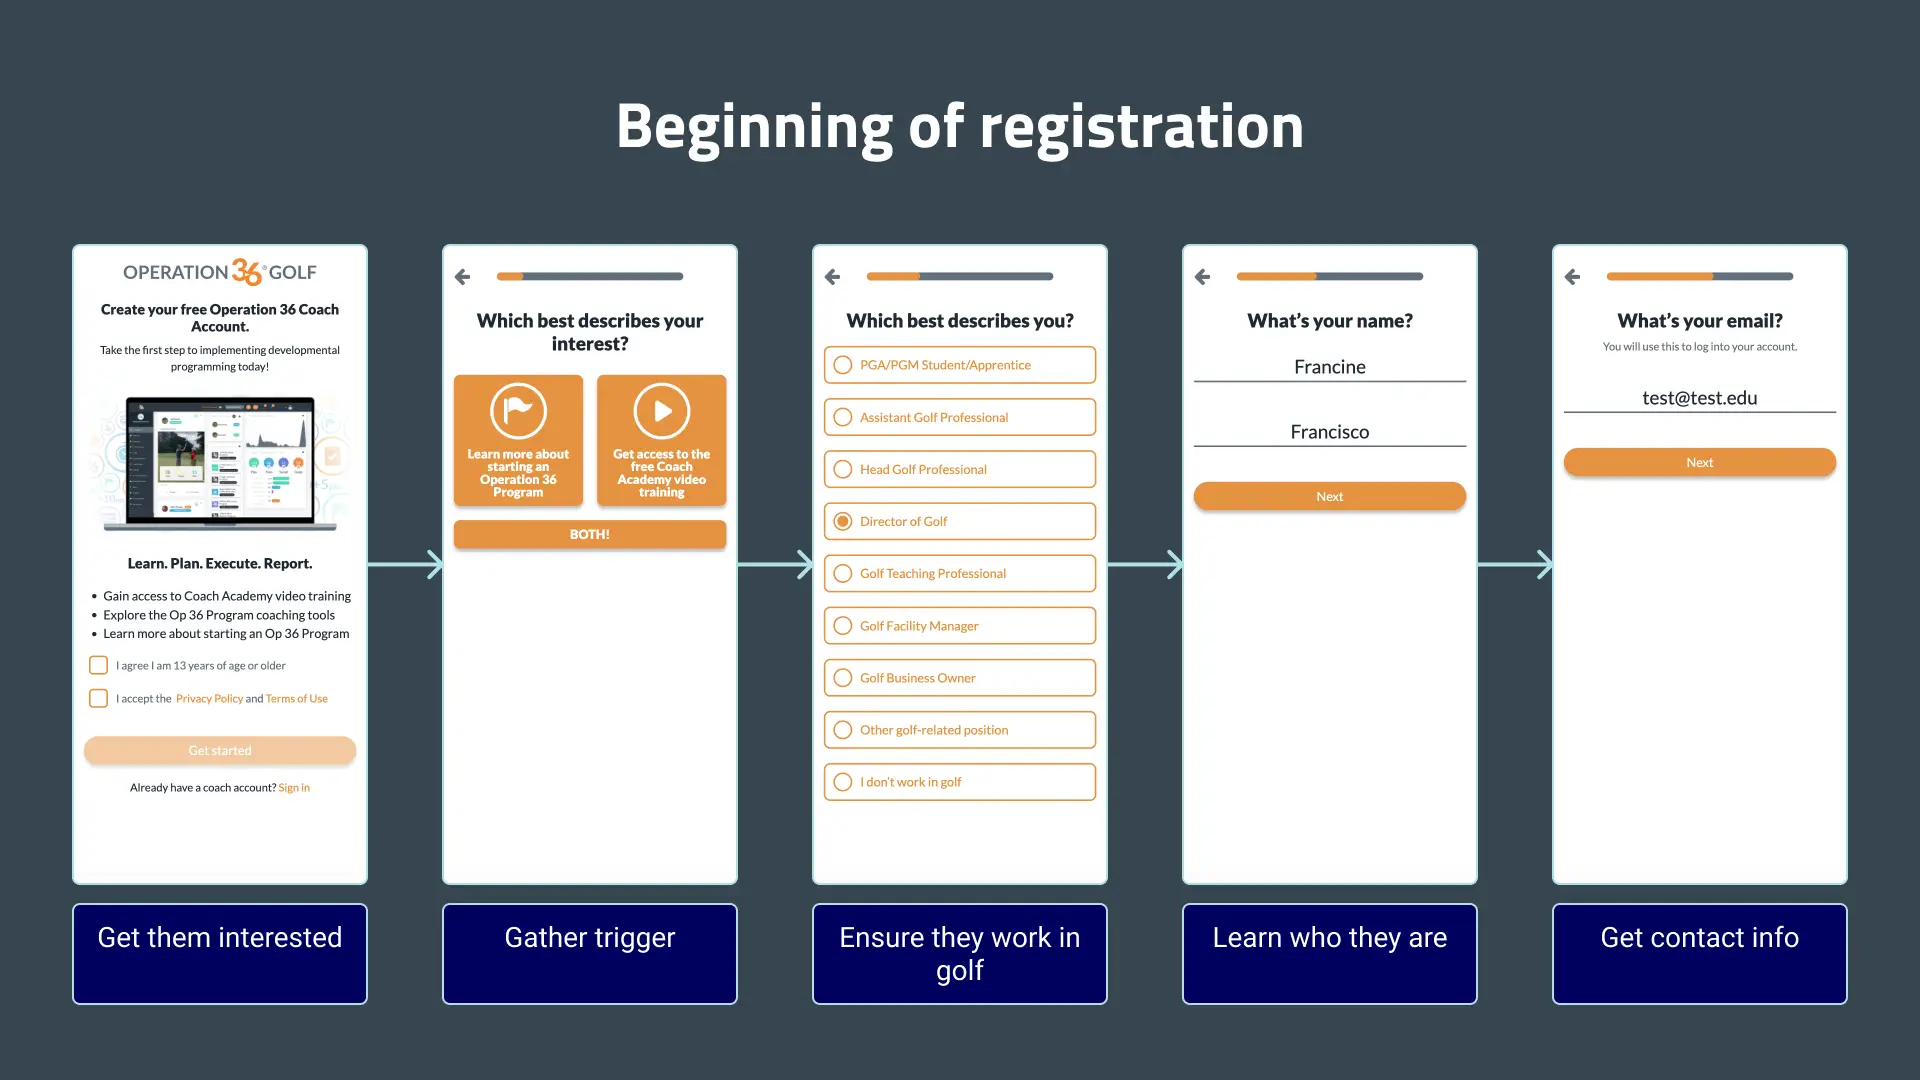 Beginning of registration
OPERATION 36® GOLF
Create your free Operation 36 Coach
Account.
Take the first step to implementing developmental
programming today!
Learn. Plan. Execute. Report.
• Gain access to Coach Academy video training
• Explore the Op 36 Program coaching tools
• Learn more about starting an Op 36 Program
I agree I am 13 years of age or older
I accept the Privacy Policy and Terms of Use
Get started
Already have a coach account? Sign in
Get them interested
Which best describes your
interest?
Learn more about
starting an
Operation 36
Program
Get access to the
free Coach
Academy video
training
BOTH!
Gather trigger
Which best describes you?
PGA/PGM Student/Apprentice
Assistant Golf Professional
Head Golf Professional
Director of Golf
Golf Teaching Professional
Golf Facility Manager
Golf Business Owner
Other golf-related position
I don't work in golf
Ensure they work in
golf
What's your name?
Francine
Francisco
Next
Learn who they are
What's your email?
You will use this to log into your account.
test@test.edu
Next
Get contact info